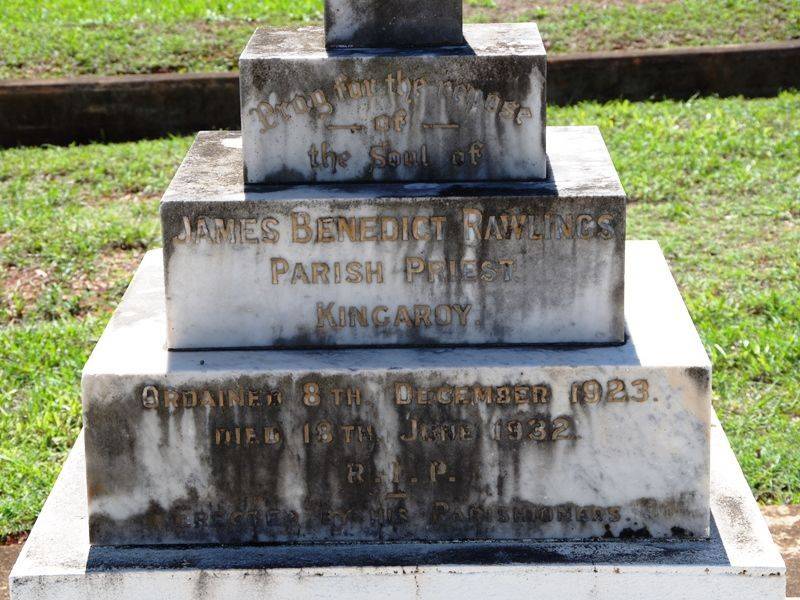 Pray for the repose
of
the Soul of
JAMES BENEDICT RAWLINGS
PARISH PRIEST.
KINGAROY.
ORDAINED 8TH. DECEMBER 1923.
DIED 18TH. JUNE 1932.
R.I.P.
ERECTED BY HIS PARISHIONERS.